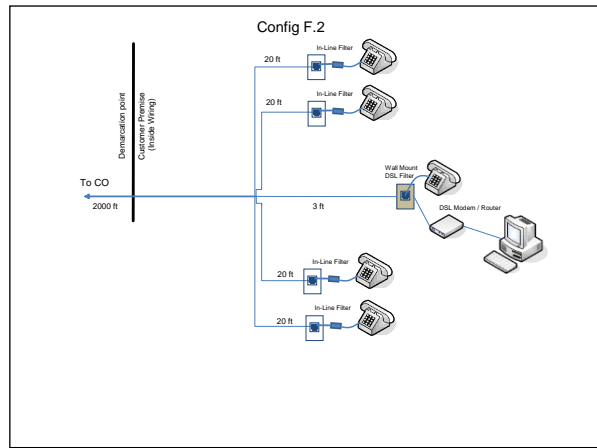 Config F.2
In-Line Filter
20 ft
In-Line Filter
20 ft
Demarcation point
Customer Premise
(Inside Wiring)
Wall Mount
DSL Filter
To CO
2000 ft
3 ft
DSL Modem / Router
In-Line Filter
20 ft
In-Line Filter
20 ft